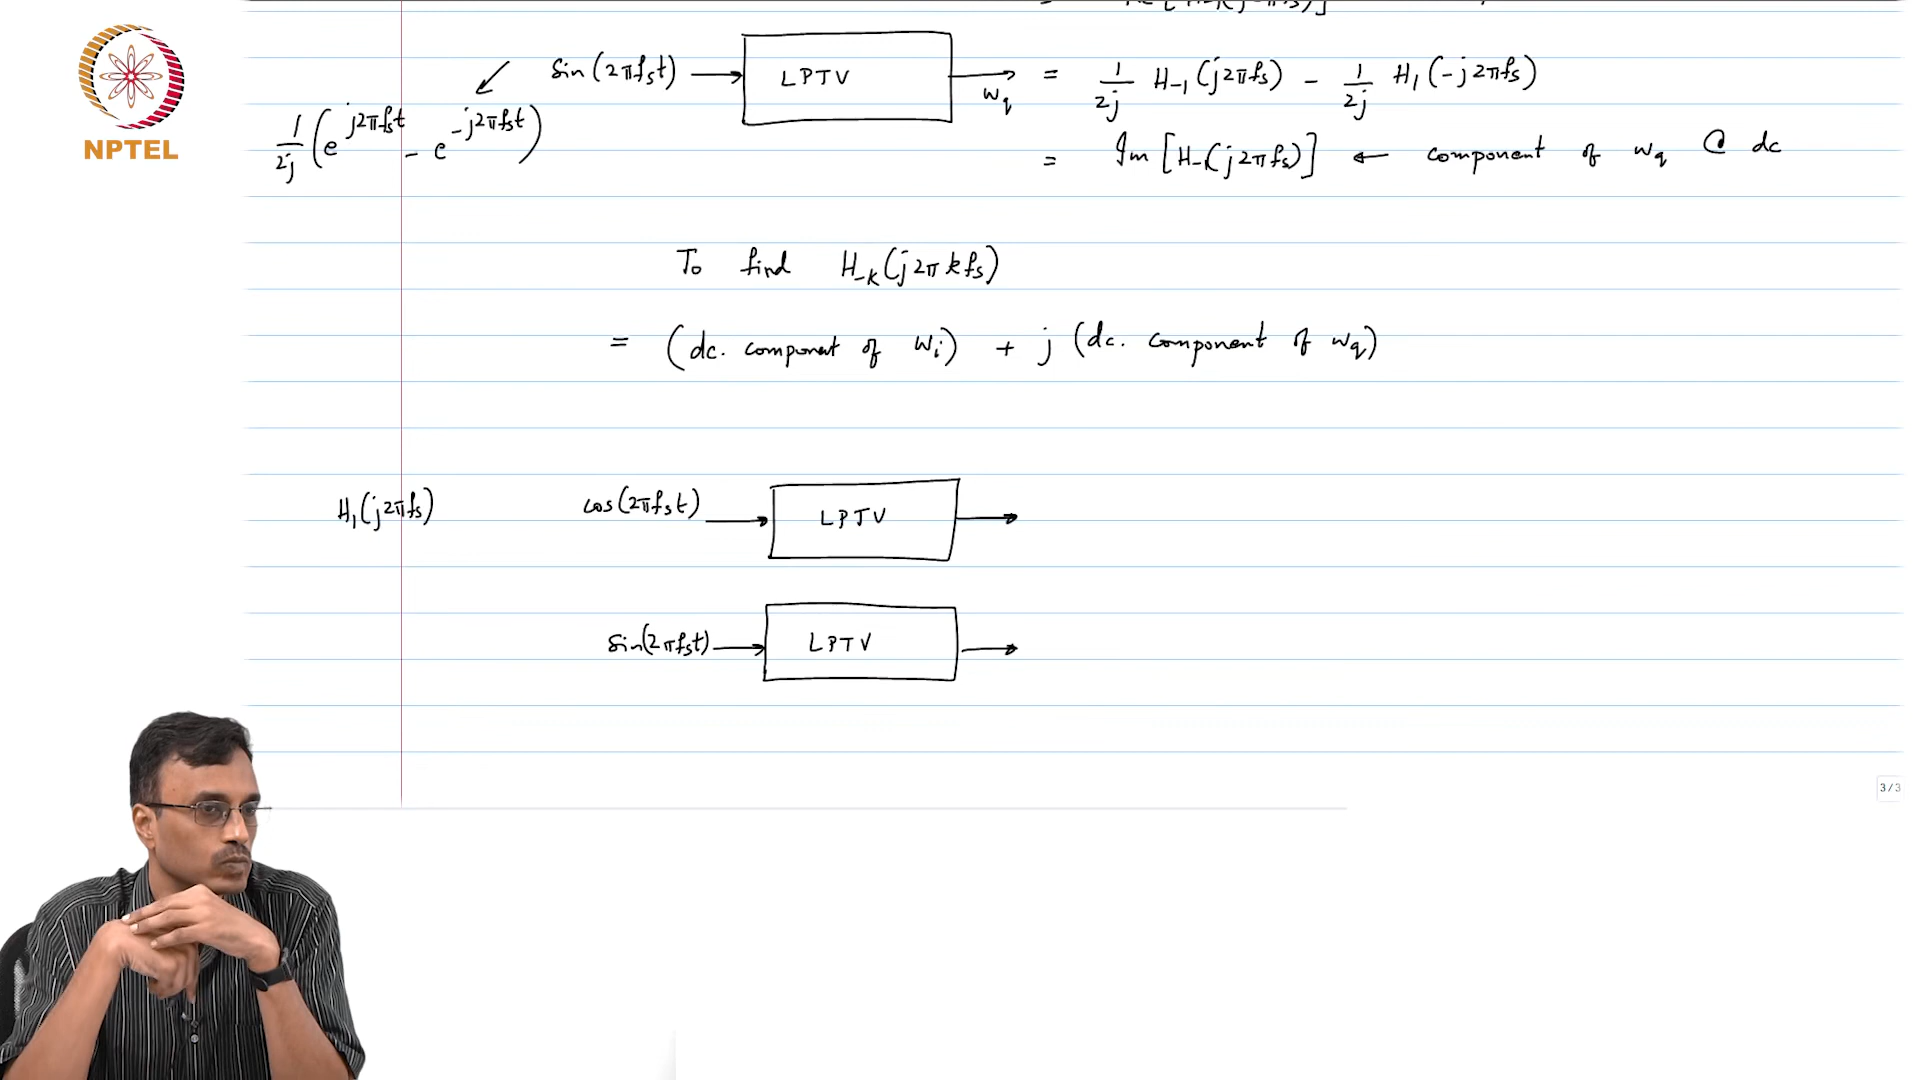 sin(2πfst) → LPTV → wq = 1/2j H-1(j2πfs) - 1/2j H1(-j2πfs)
1/2j (e^j2πfst - e^-j2πfst)
= Im[H-1(j2πfs)] ← component of wq @ dc
NPTEL
To find H-k(j2πkfs)
= (dc. component of wi) + j (dc. component of wq)
H1(j2πfs) cos(2πfst) → LPTV →
sin(2πfst) → LPTV →
3/3